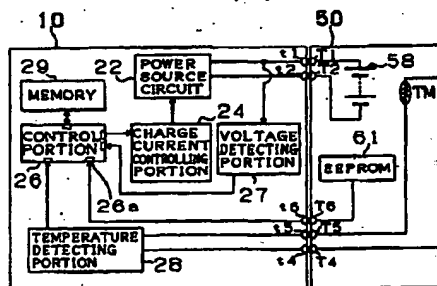 10
50
29
22
t1 T1
58
MEMORY
POWER
SOURCE
CIRCUIT
t2 T2
24
TM
CONTROL
PORTION
CHARGE
CURRENT
CONTROLLING
PORTION
VOLTAGE
DETECTING
PORTION
61
EEPROM
26
26a
27
t6 T6
t5 T5
TEMPERATURE
DETECTING
PORTION
28
t4 T4